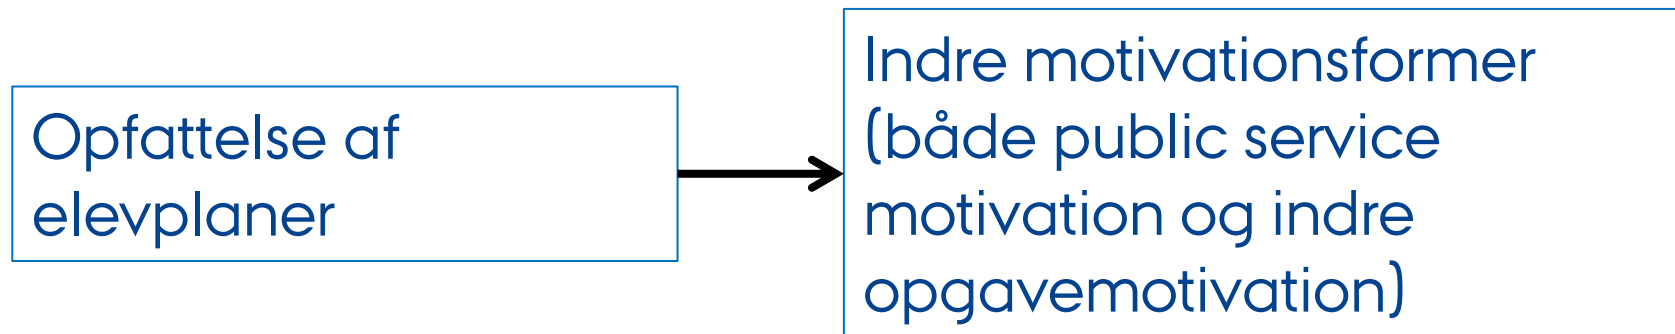 Opfattelse af
elevplaner
Indre motivationsformer
(både public service
motivation og indre
opgavemotivation)